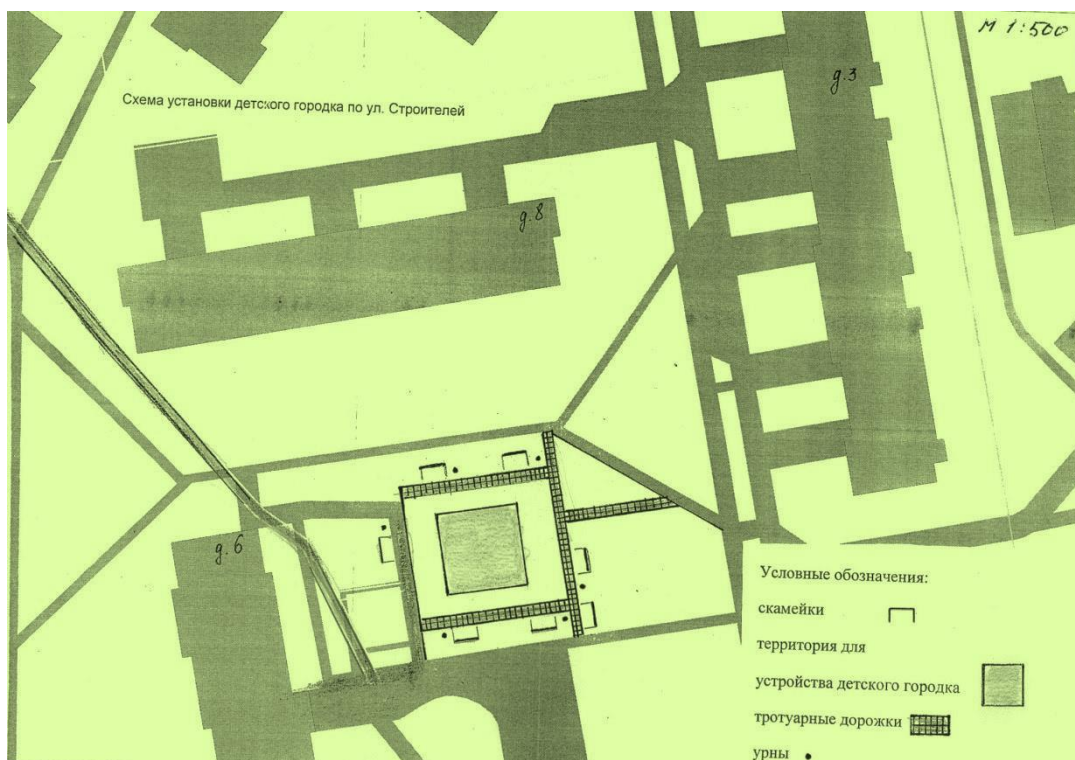 М 1:500
Схема установки детского городка по ул. Строителей
д.3
д.8
д.6
Условные обозначения:
скамейки
территория для
устройства детского городка
тротуарные дорожки
урны